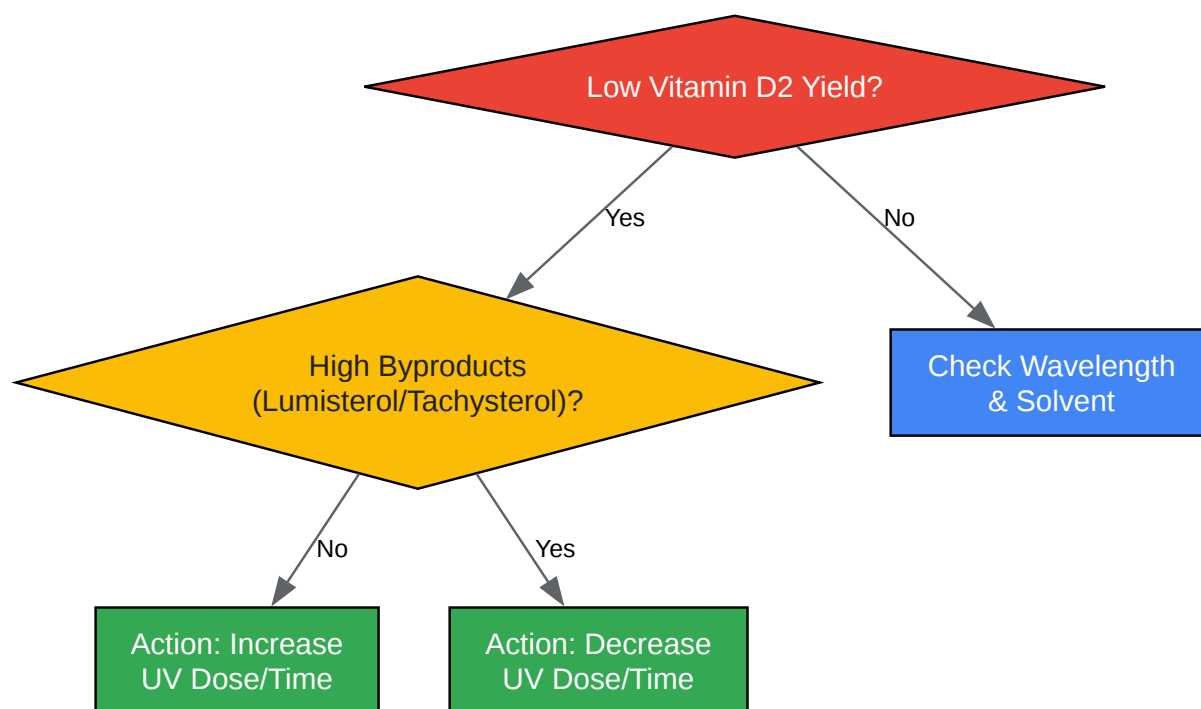 Low Vitamin D2 Yield?
Yes
No
High Byproducts
(Lumisterol/Tachysterol)?
Check Wavelength
& Solvent
No
Yes
Action: Increase
UV Dose/Time
Action: Decrease
UV Dose/Time